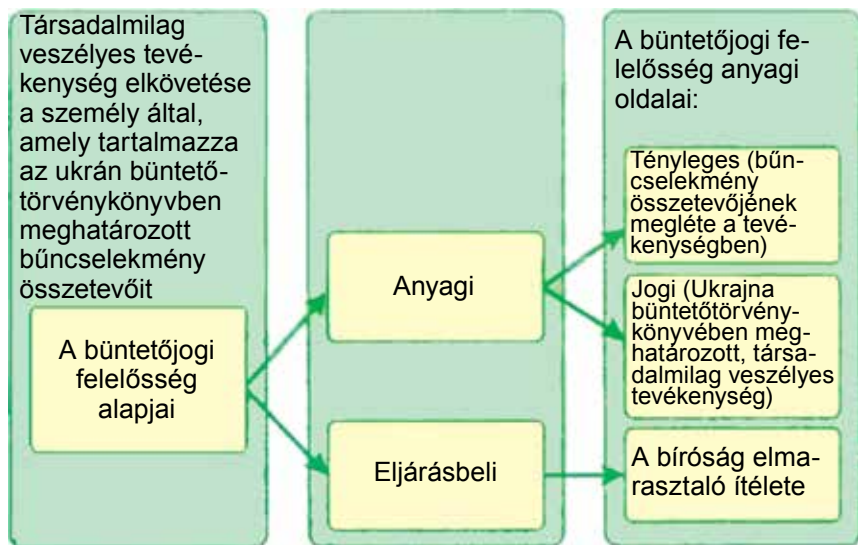 Társadalmilag
veszélyes tevé-
kenység elkövetése
a személy által,
amely tartalmazza
az ukrán büntető-
törvénykönyvben
meghatározott
bűncselekmény
összetevőit
A büntetőjogi
felelősség
alapjai
Anyagi
Eljárásbeli
A büntetőjogi fe-
lelősség anyagi
oldalai:
Tényleges (bűn-
cselekmény
összetevőjének
megléte a tevé-
kenységben)
Jogi (Ukrajna
büntetőtörvény-
könyvében meg-
határozott, társa-
dalmilag veszélyes
tevékenység)
A bíróság elma-
rasztaló ítélete